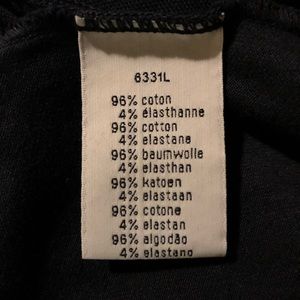 6331L
96% coton
4% élasthanne
96% cotton
4% elastane
96% baumwolle
4% elasthan
96% katoen
4% elastaan
96% cotone
4% elastan
96% algodão
4% elastano